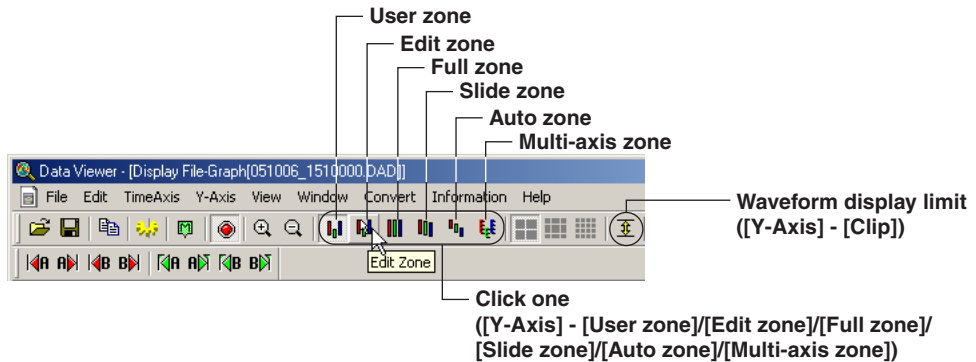 User zone
Edit zone
Full zone
Slide zone
Auto zone
Multi-axis zone
Data Viewer - [Display File-Graph[051006_1510000.DAD]]
File Edit TimeAxis Y-Axis View Window Convert Information Help
Waveform display limit
([Y-Axis] - [Clip])
M
A A B B A A B B
Edit Zone
Click one
([Y-Axis] - [User zone]/[Edit zone]/[Full zone]/
[Slide zone]/[Auto zone]/[Multi-axis zone])